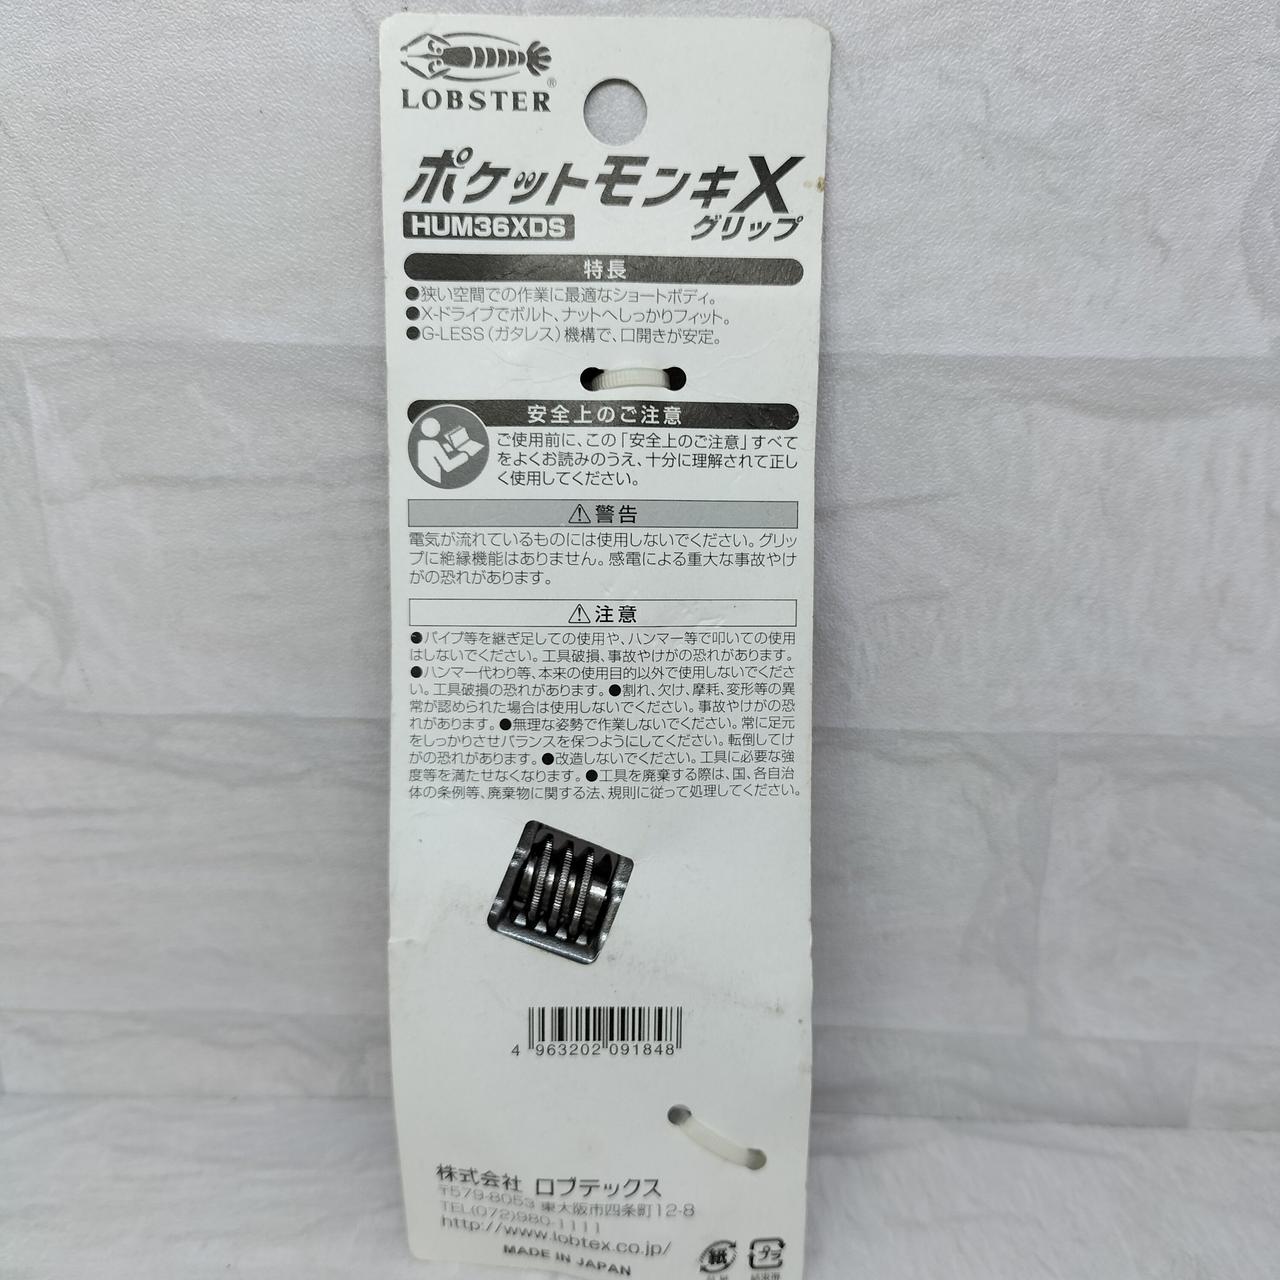 LOBSTER®
ポケットモンキX
HUM36XDS
グリップ
特長
●狭い空間での作業に最適なショートボディ。
●X-ドライブでボルト、ナットへしっかりフィット。
●G-LESS（ガタレス）機構で、口開きが安定。
安全上のご注意
ご使用前に、この「安全上のご注意」すべて
をよくお読みのうえ、十分に理解されて正し
く使用してください。
⚠警告
電気が流れているものには使用しないでください。グリッ
プに絶縁機能はありません。感電による重大な事故やけ
がの恐れがあります。
⚠注意
●パイプ等を継ぎ足しての使用や、ハンマー等で叩いての使用
はしないでください。工具破損、事故やけがの恐れがあります。
●ハンマー代わり等、本来の使用目的以外で使用しないでくださ
い。工具破損の恐れがあります。●割れ、欠け、摩耗、変形等の異
常が認められた場合は使用しないでください。事故やけがの恐
れがあります。●無理な姿勢で作業しないでください。常に足元
をしっかりさせバランスを保つようにしてください。転倒してけ
がの恐れがあります。●改造しないでください。工具に必要な強
度等を満たせなくなります。●工具を廃棄する際は、国、各自治
体の条例等、廃棄物に関する法、規則に従って処理してください。
4 963202 091848
株式会社 ロブテックス
〒579-8053 東大阪市四条町12-8
TEL(072)980-1111
http://www.lobtex.co.jp/
MADE IN JAPAN
紙 プラ